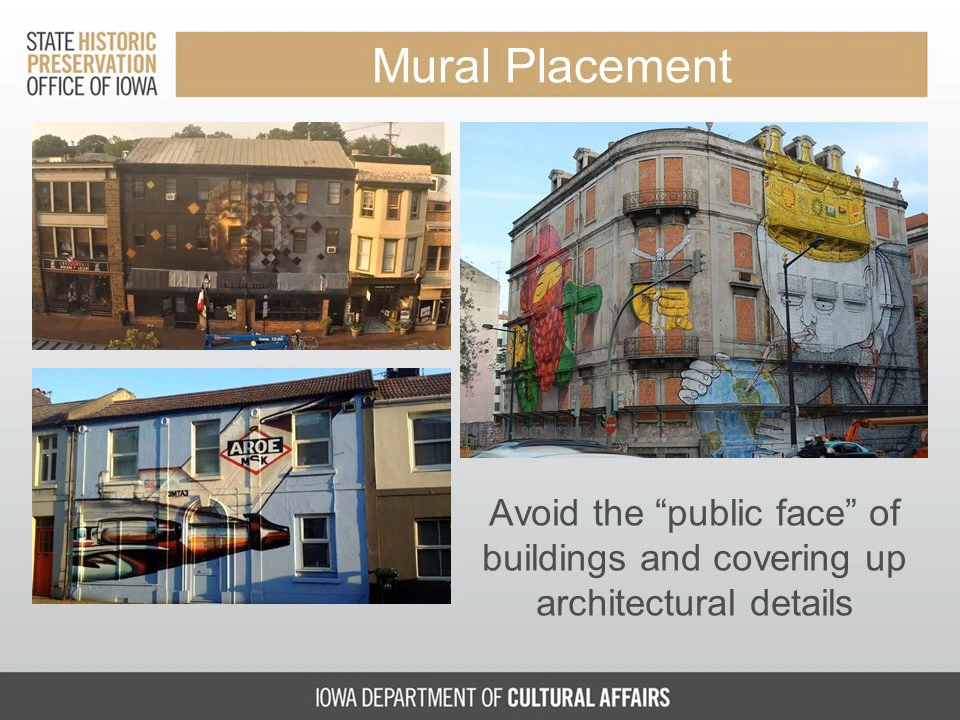 STATE HISTORIC
PRESERVATION
OFFICE OF IOWA
Mural Placement
AROE
MSK
Avoid the “public face” of
buildings and covering up
architectural details
IOWA DEPARTMENT OF CULTURAL AFFAIRS